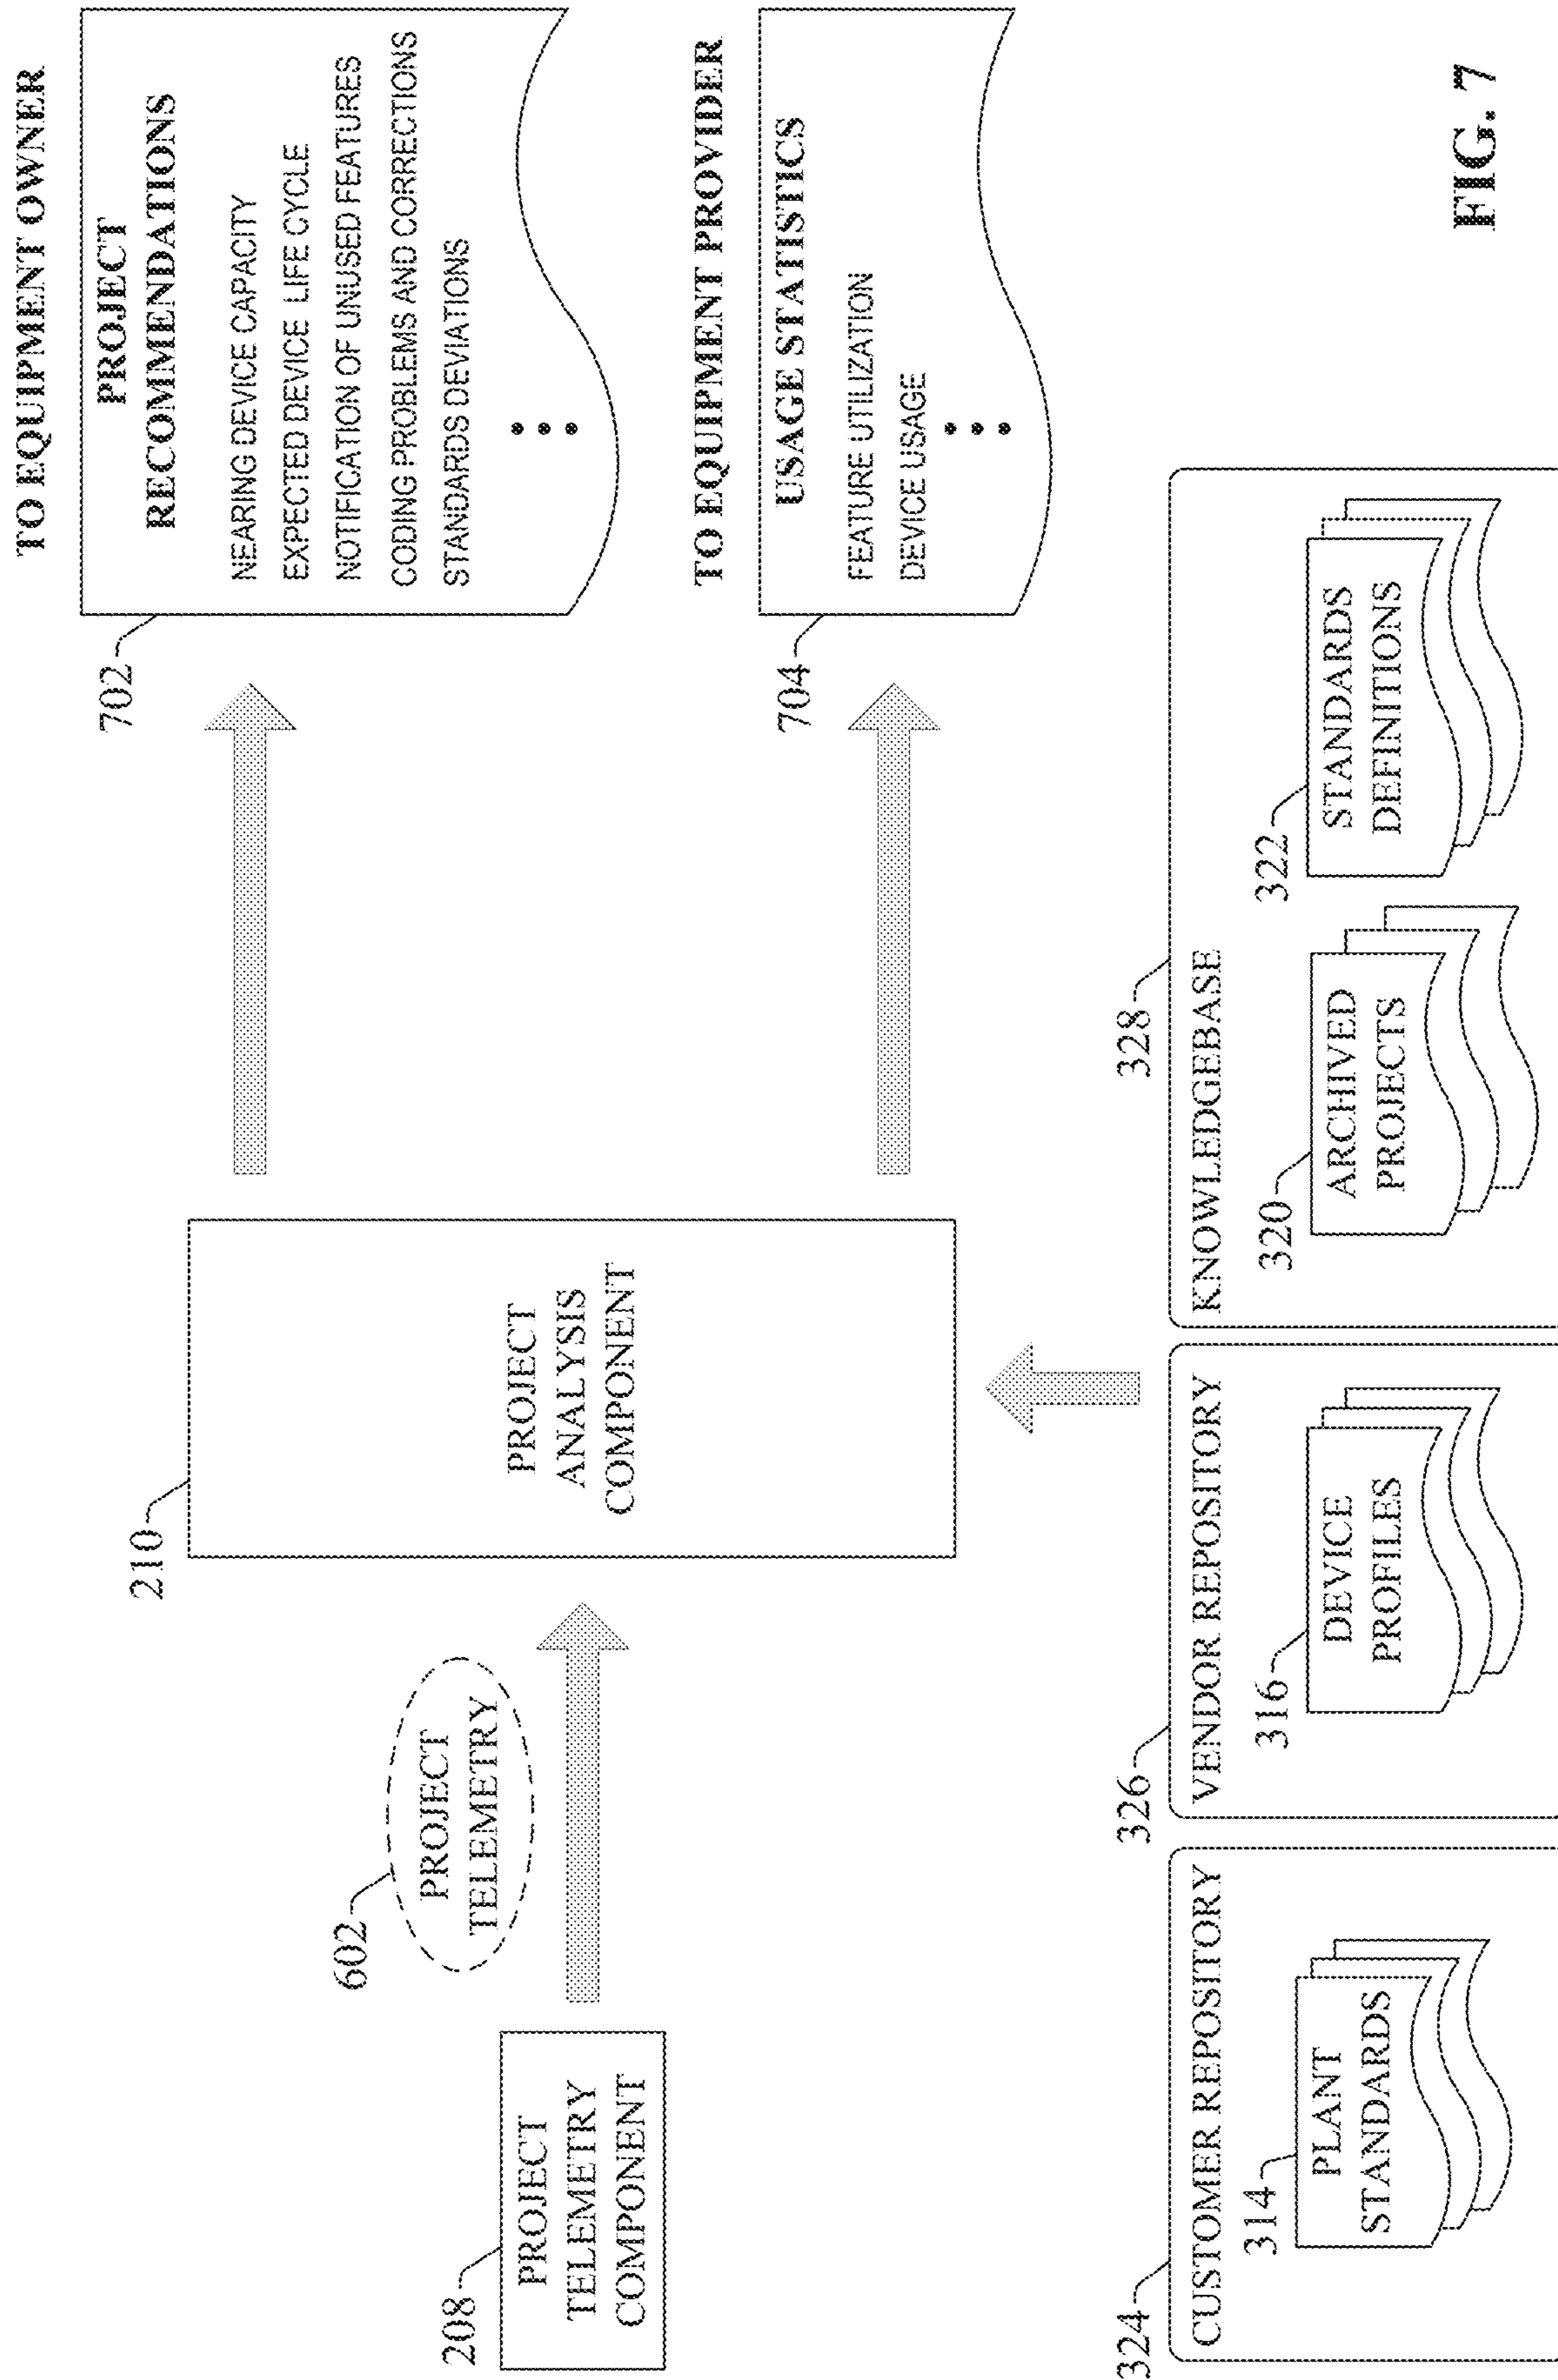 TO EQUIPMENT OWNER
702
PROJECT
RECOMMENDATIONS
NEARING DEVICE CAPACITY
EXPECTED DEVICE LIFE CYCLE
NOTIFICATION OF UNUSED FEATURES
CODING PROBLEMS AND CORRECTIONS
STANDARDS DEVIATIONS
210
PROJECT
ANALYSIS
COMPONENT
602
PROJECT
TELEMETRY
208
PROJECT
TELEMETRY
COMPONENT
TO EQUIPMENT PROVIDER
704
USAGE STATISTICS
FEATURE UTILIZATION
DEVICE USAGE
324
CUSTOMER REPOSITORY
314
PLANT
STANDARDS
326
VENDOR REPOSITORY
316
DEVICE
PROFILES
328
KNOWLEDGEBASE
320
ARCHIVED
PROJECTS
322
STANDARDS
DEFINITIONS
FIG. 7